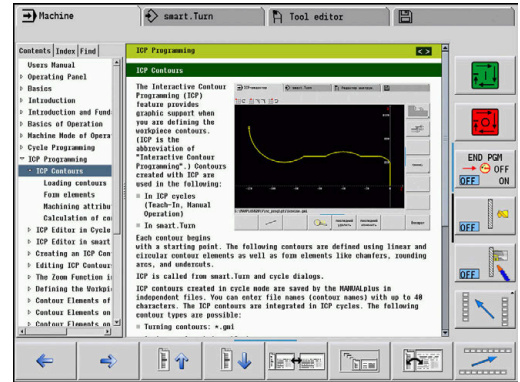 Machine
smart.Turn
Tool editor
Contents Index Find
Users Manual
Operating Panel
Basics
Introduction
Introduction and Fund
Basics of Operation
Machine Mode of Opera
Cycle Programming
ICP Programming
ICP Contours
Loading contours
Form elements
Machining attribu
Calculation of co
ICP Editor in Cycle
ICP Editor in smart
Creating an ICP Con
Editing ICP Contour
The Zoom Function i
Defining the Workpi
Contour Elements of
Contour Elements on
Contour Elements on
ICP Programming
ICP Contours
The Interactive Contour
Programming (ICP)
feature provides
graphic support when
you are defining the
workpiece contours.
(ICP is the
abbreviation of
"Interactive Contour
Programming".) Contours
created with ICP are
used in the following:
In ICP cycles
(Teach-In, Manual
Operation)
In smart.Turn
Each contour begins
with a starting point. The following contours are defined using linear and
circular contour elements as well as form elements like chamfers, rounding
arcs, and undercuts.
ICP is called from smart.Turn and cycle dialogs.
ICP contours created in cycle mode are saved by the MANUALplus in
independent files. You can enter file names (contour names) with up to 40
characters. The ICP contours are integrated in ICP cycles. The following
contour types are possible:
Turning contours: *.gmi
END PGM
OFF
OFF ON
OFF
OFF